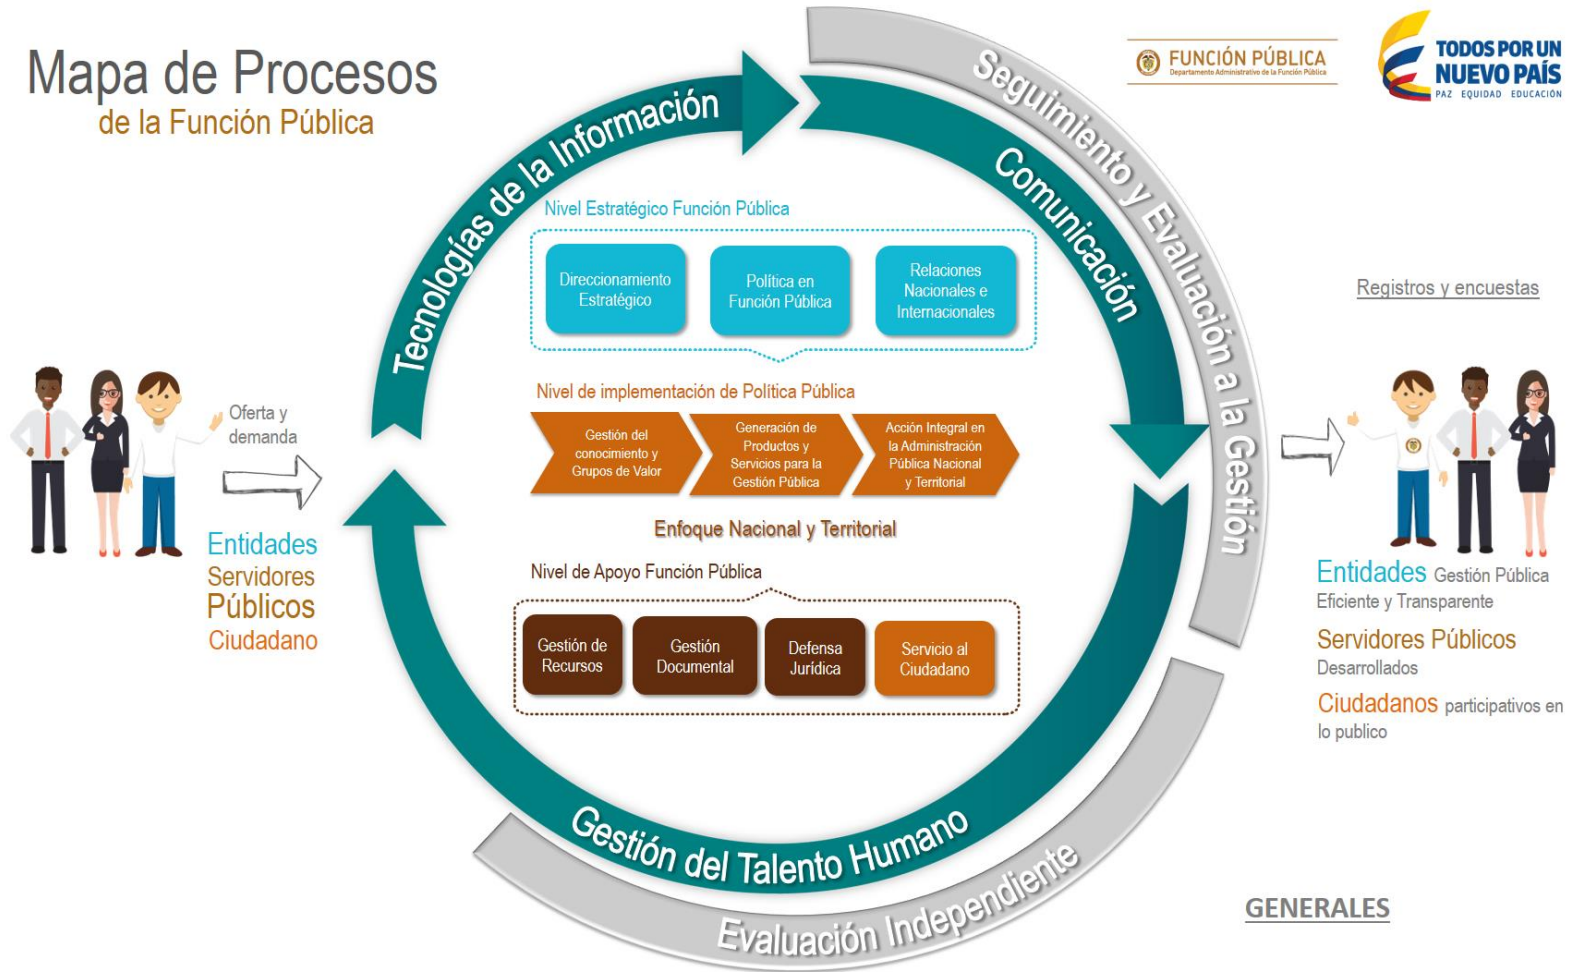 Mapa de Procesos
de la Función Pública
FUNCIÓN PÚBLICA
Departamento Administrativo de la Función Pública
TODOS POR UN
NUEVO PAÍS
PAZ EQUIDAD EDUCACIÓN
Tecnologías de la Información
Comunicación
Seguimiento y Evaluación a la Gestión
Nivel Estratégico Función Pública
Direccionamiento
Estratégico
Política en
Función Pública
Relaciones
Nacionales e
Internacionales
Nivel de implementación de Política Pública
Gestión del
conocimiento y
Grupos de Valor
Generación de
Productos y
Servicios para la
Gestión Pública
Acción Integral en
la Administración
Pública Nacional
y Territorial
Enfoque Nacional y Territorial
Nivel de Apoyo Función Pública
Gestión de
Recursos
Gestión
Documental
Defensa
Jurídica
Servicio al
Ciudadano
Gestión del Talento Humano
Evaluación Independiente
Oferta y
demanda
Entidades
Servidores
Públicos
Ciudadano
Registros y encuestas
Entidades Gestión Pública
Eficiente y Transparente
Servidores Públicos
Desarrollados
Ciudadanos participativos en
lo publico
GENERALES